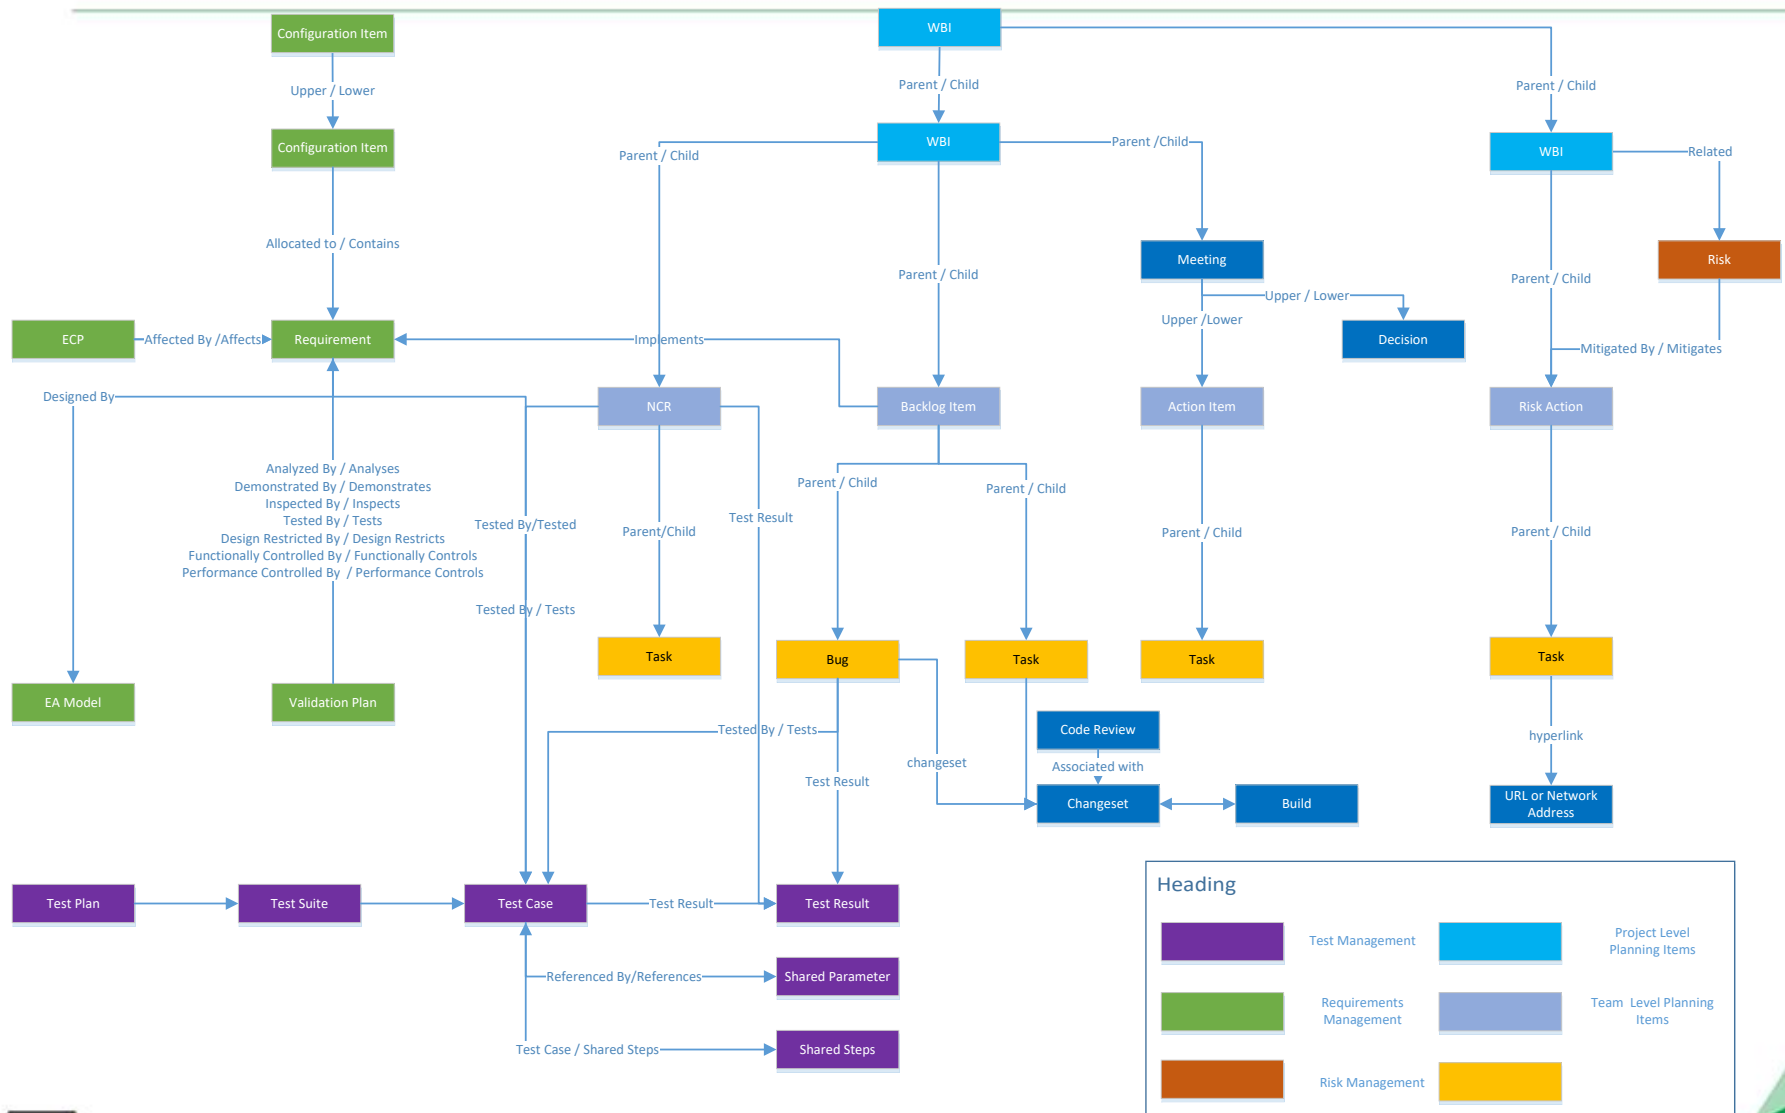 Configuration Item
WBI
Upper / Lower
Parent / Child
Parent / Child
Configuration Item
WBI
Parent / Child
Parent /Child
WBI
Related
Allocated to / Contains
Meeting
Risk
Parent / Child
Parent / Child
Upper / Lower
Upper /Lower
ECP
Affected By /Affects
Requirement
Implements
Decision
Mitigated By / Mitigates
Designed By
NCR
Backlog Item
Action Item
Risk Action
Analyzed By / Analyses
Demonstrated By / Demonstrates
Inspected By / Inspects
Tested By / Tests
Design Restricted By / Design Restricts
Functionally Controlled By / Functionally Controls
Performance Controlled By  / Performance Controls
Parent / Child
Parent / Child
Tested By/Tested
Test Result
Parent/Child
Parent / Child
Parent / Child
Tested By / Tests
Task
Bug
Task
Task
Task
EA Model
Validation Plan
Tested By / Tests
Code Review
hyperlink
changeset
Associated with
Test Result
Changeset
Build
URL or Network
Address
Test Plan
Test Suite
Test Case
Test Result
Test Result
Referenced By/References
Shared Parameter
Test Case / Shared Steps
Shared Steps
Heading
Test Management
Project Level
Planning Items
Requirements
Management
Team  Level Planning
Items
Risk Management